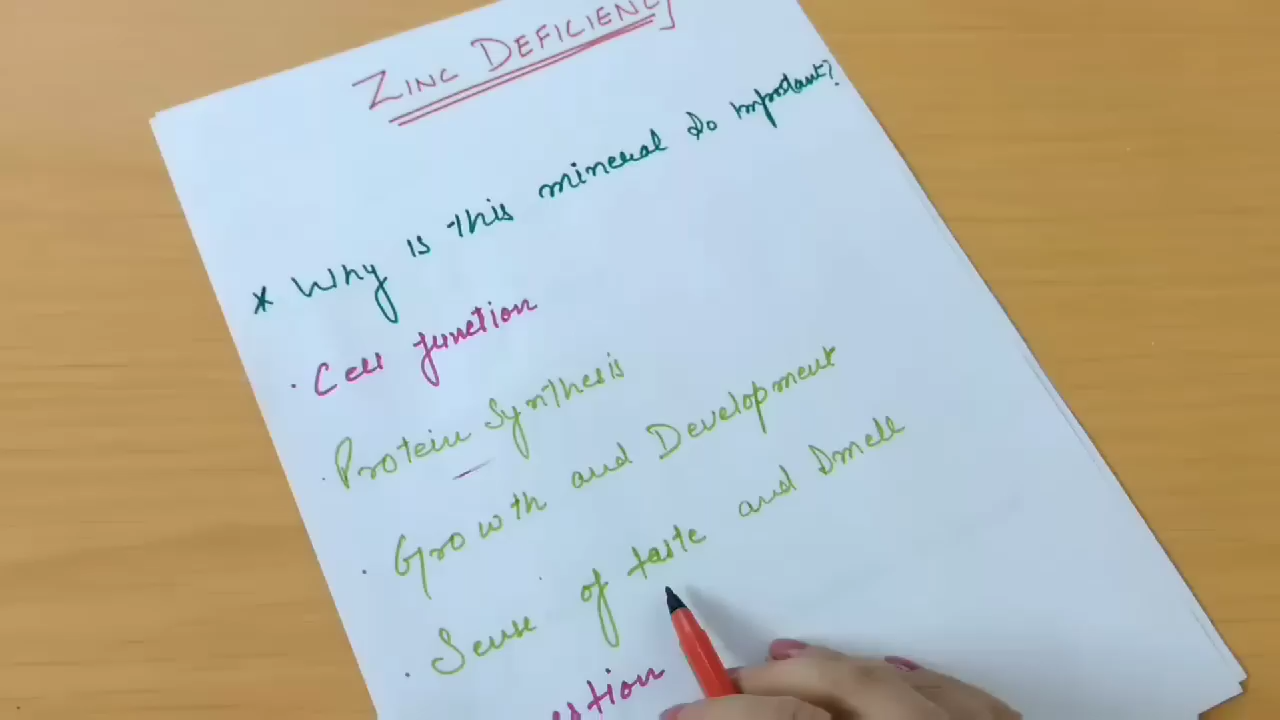 ZINC DEFICIENCY
* Why is this mineral so important?
· Cell function
· Protein Synthesis
· Growth and Development
· Sense of taste and Smell
estion